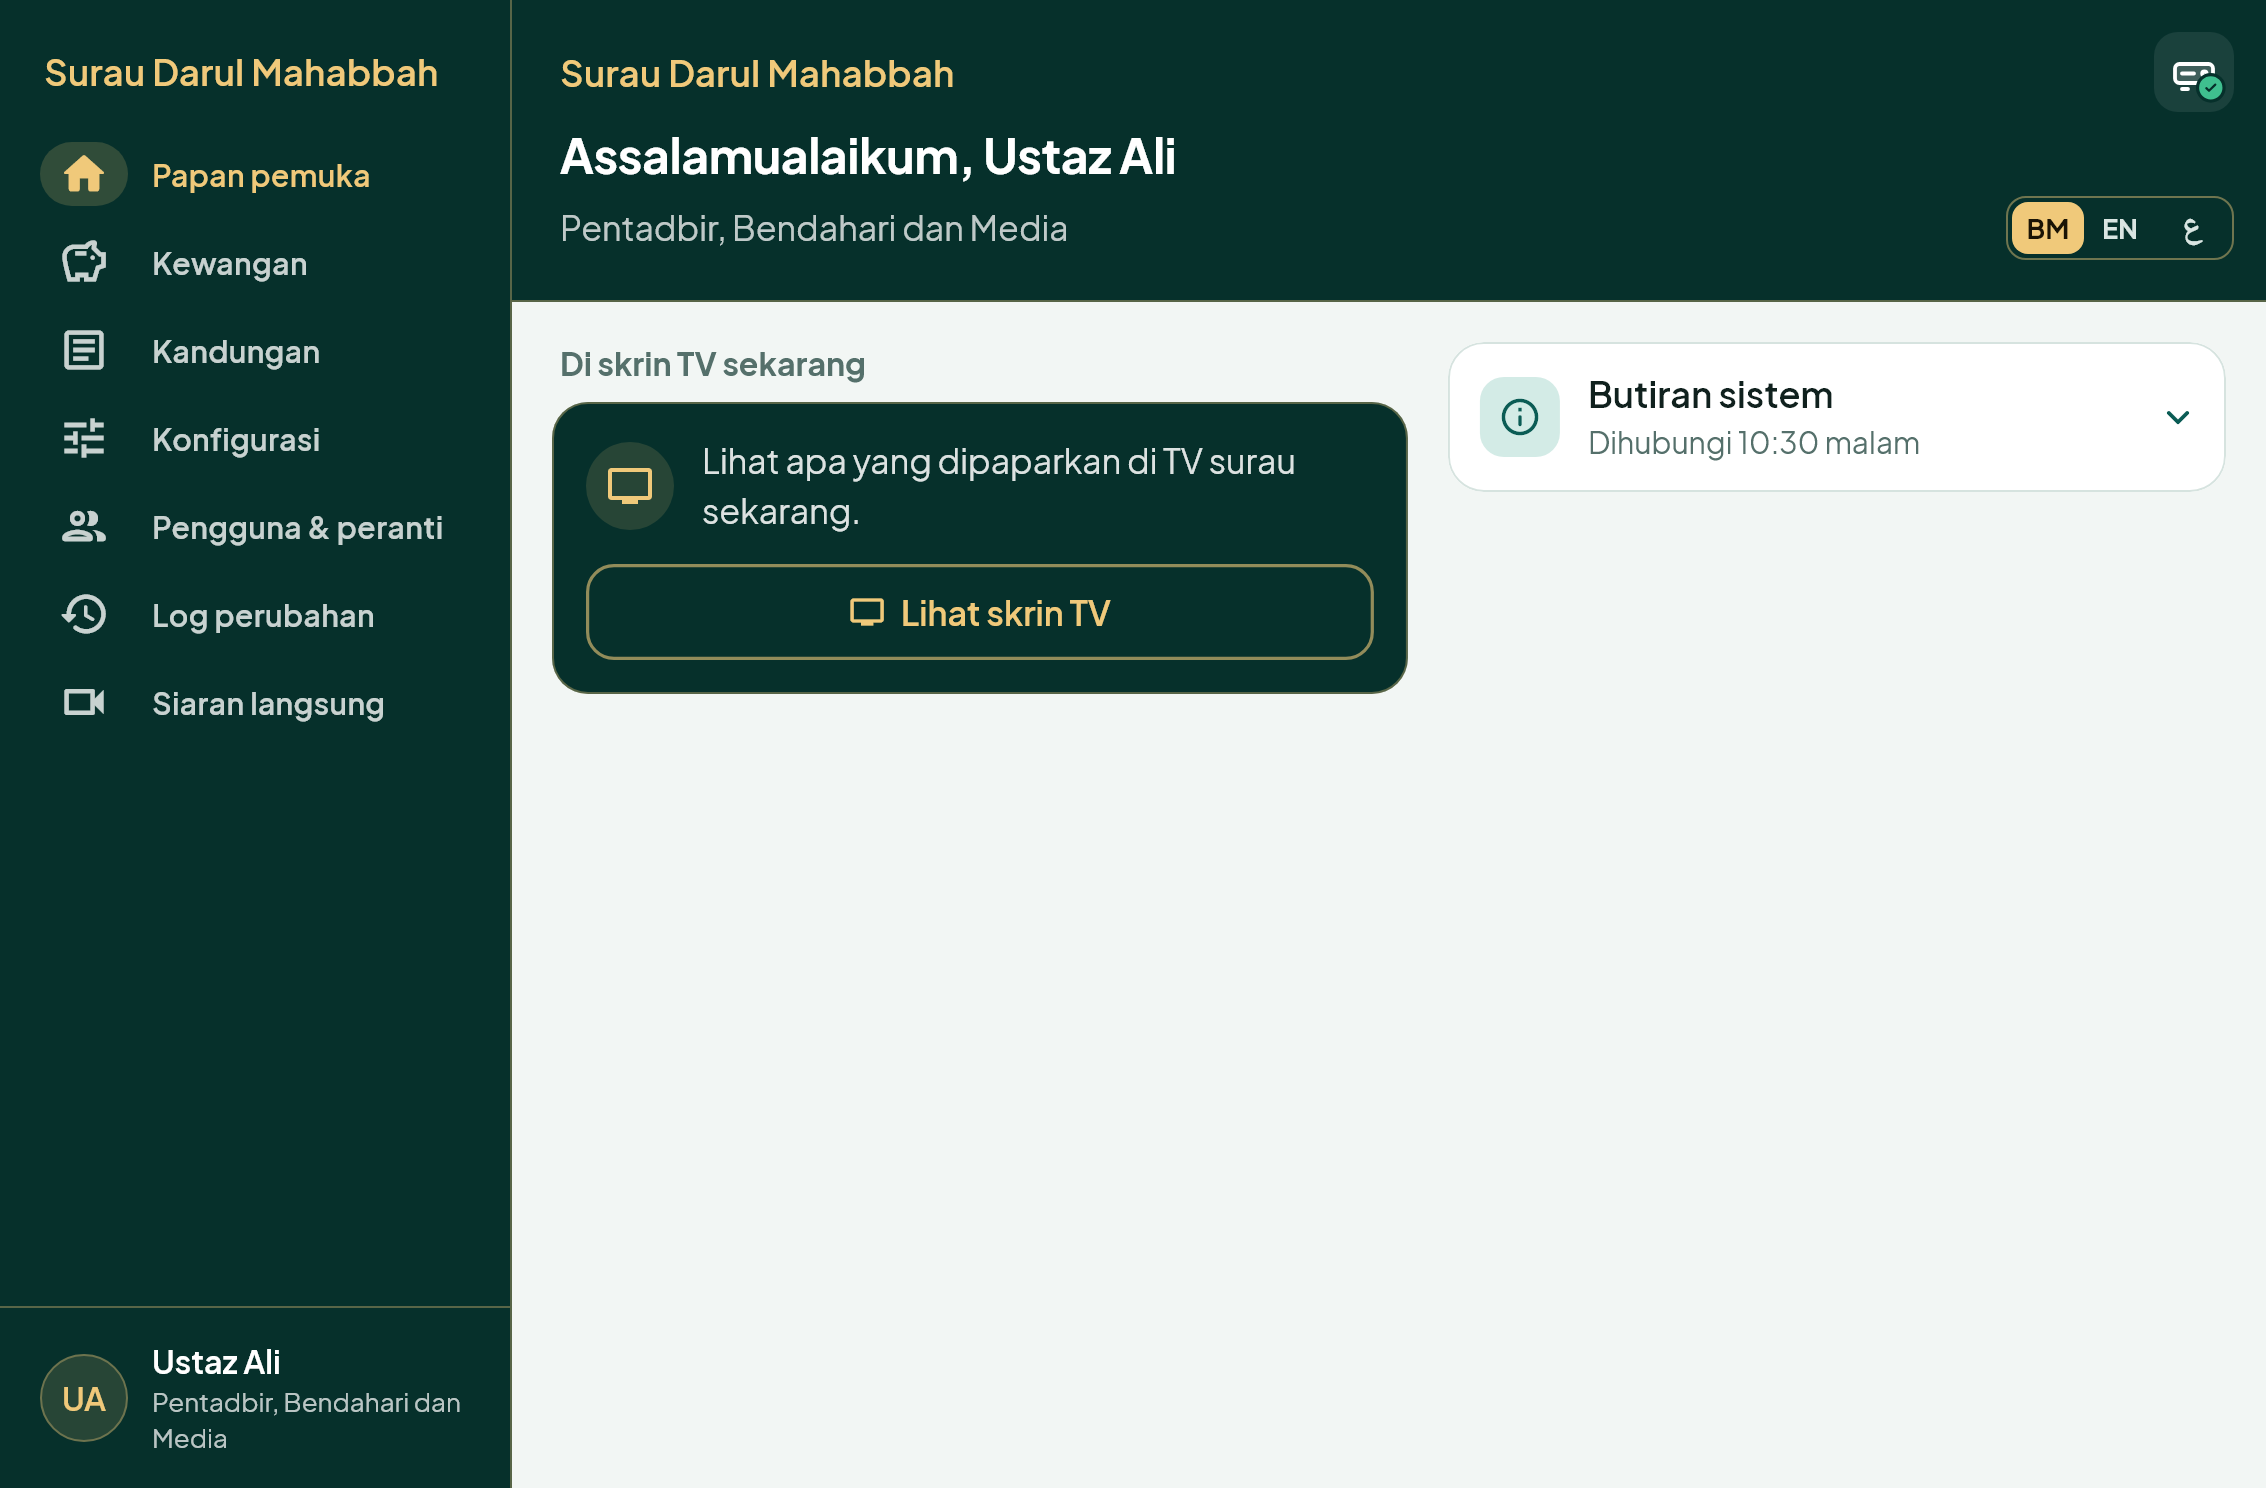 Surau Darul Mahabbah
Papan pemuka
Kewangan
Kandungan
Konfigurasi
Pengguna & peranti
Log perubahan
Siaran langsung
Ustaz Ali
UA
Pentadbir, Bendahari dan
Media
Surau Darul Mahabbah
Assalamualaikum, Ustaz Ali
Pentadbir, Bendahari dan Media
BM EN ع
Di skrin TV sekarang
Lihat apa yang dipaparkan di TV surau
sekarang.
Lihat skrin TV
Butiran sistem
Dihubungi 10:30 malam